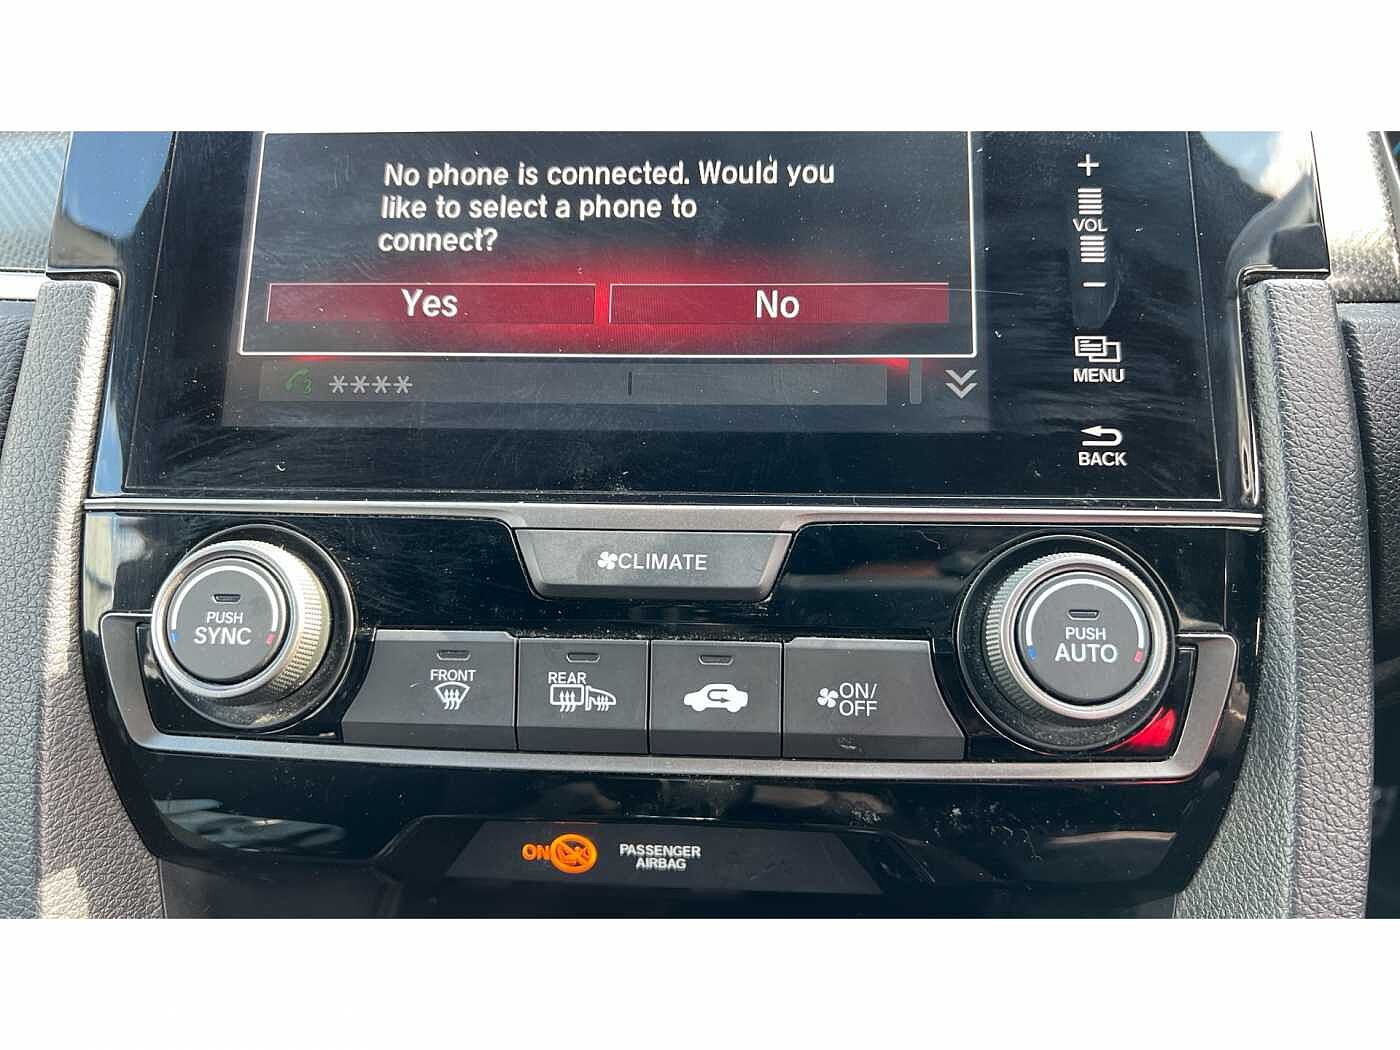 No phone is connected. Would you
like to select a phone to
connect?
Yes
No
****
+
VOL
−
MENU
BACK
CLIMATE
PUSH
SYNC
FRONT
REAR
ON/
OFF
PUSH
AUTO
ON
PASSENGER
AIRBAG